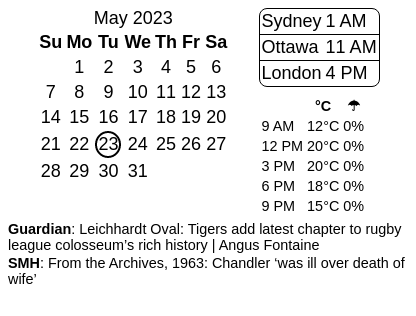 May 2023
Su Mo Tu We Th Fr Sa
1 2 3 4 5 6
7 8 9 10 11 12 13
14 15 16 17 18 19 20
21 22 23 24 25 26 27
28 29 30 31
Sydney 1 AM
Ottawa 11 AM
London 4 PM
°C ☂
9 AM 12°C 0%
12 PM 20°C 0%
3 PM 20°C 0%
6 PM 18°C 0%
9 PM 15°C 0%
Guardian: Leichhardt Oval: Tigers add latest chapter to rugby
league colosseum’s rich history | Angus Fontaine
SMH: From the Archives, 1963: Chandler ‘was ill over death of
wife’